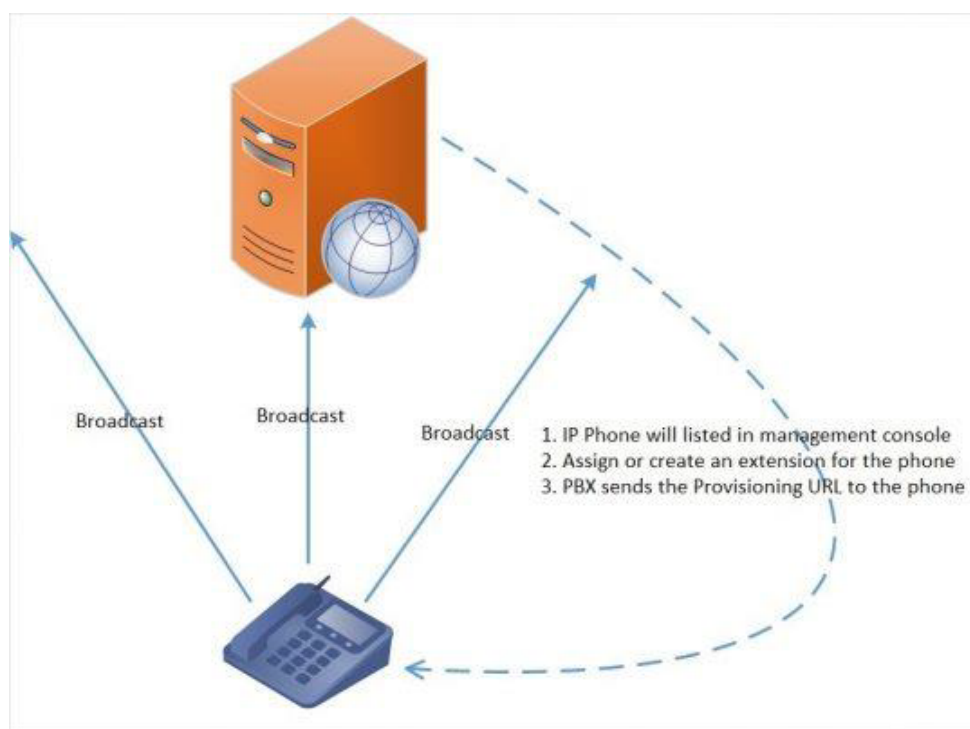 Broadcast
Broadcast
Broadcast
1. IP Phone will listed in management console
2. Assign or create an extension for the phone
3. PBX sends the Provisioning URL to the phone